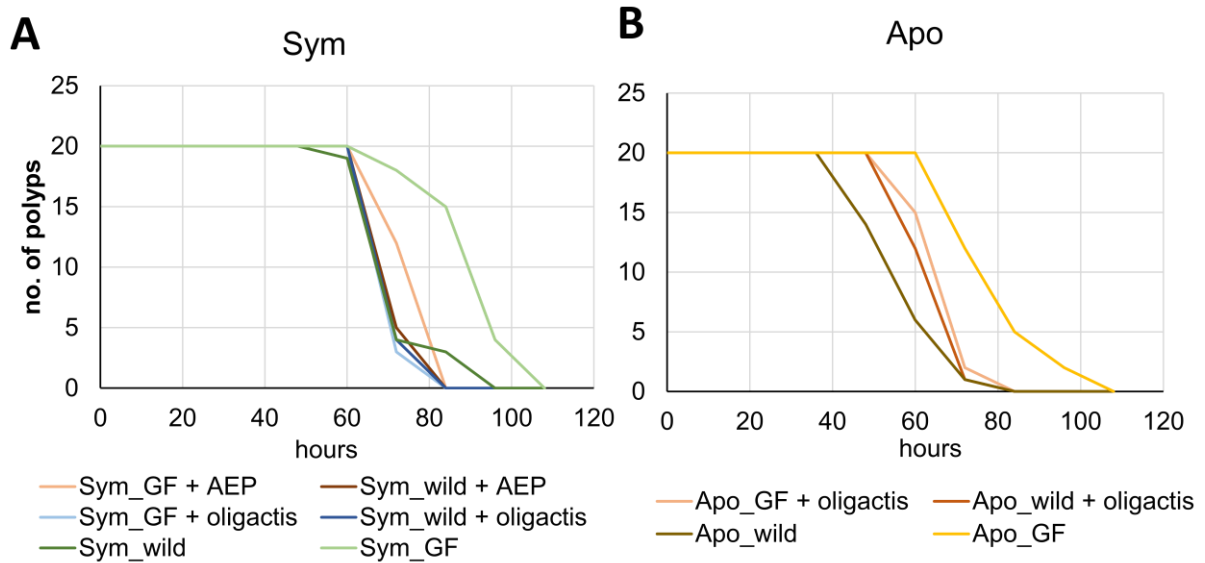 A
Sym
25
20
15
10
5
0
no. of polyps
0 20 40 60 80 100 120
hours
Sym_GF + AEP
Sym_wild + AEP
Sym_GF + oligactis
Sym_wild + oligactis
Sym_wild
Sym_GF
B
Apo
25
20
15
10
5
0
0 20 40 60 80 100 120
hours
Apo_GF + oligactis
Apo_wild + oligactis
Apo_wild
Apo_GF